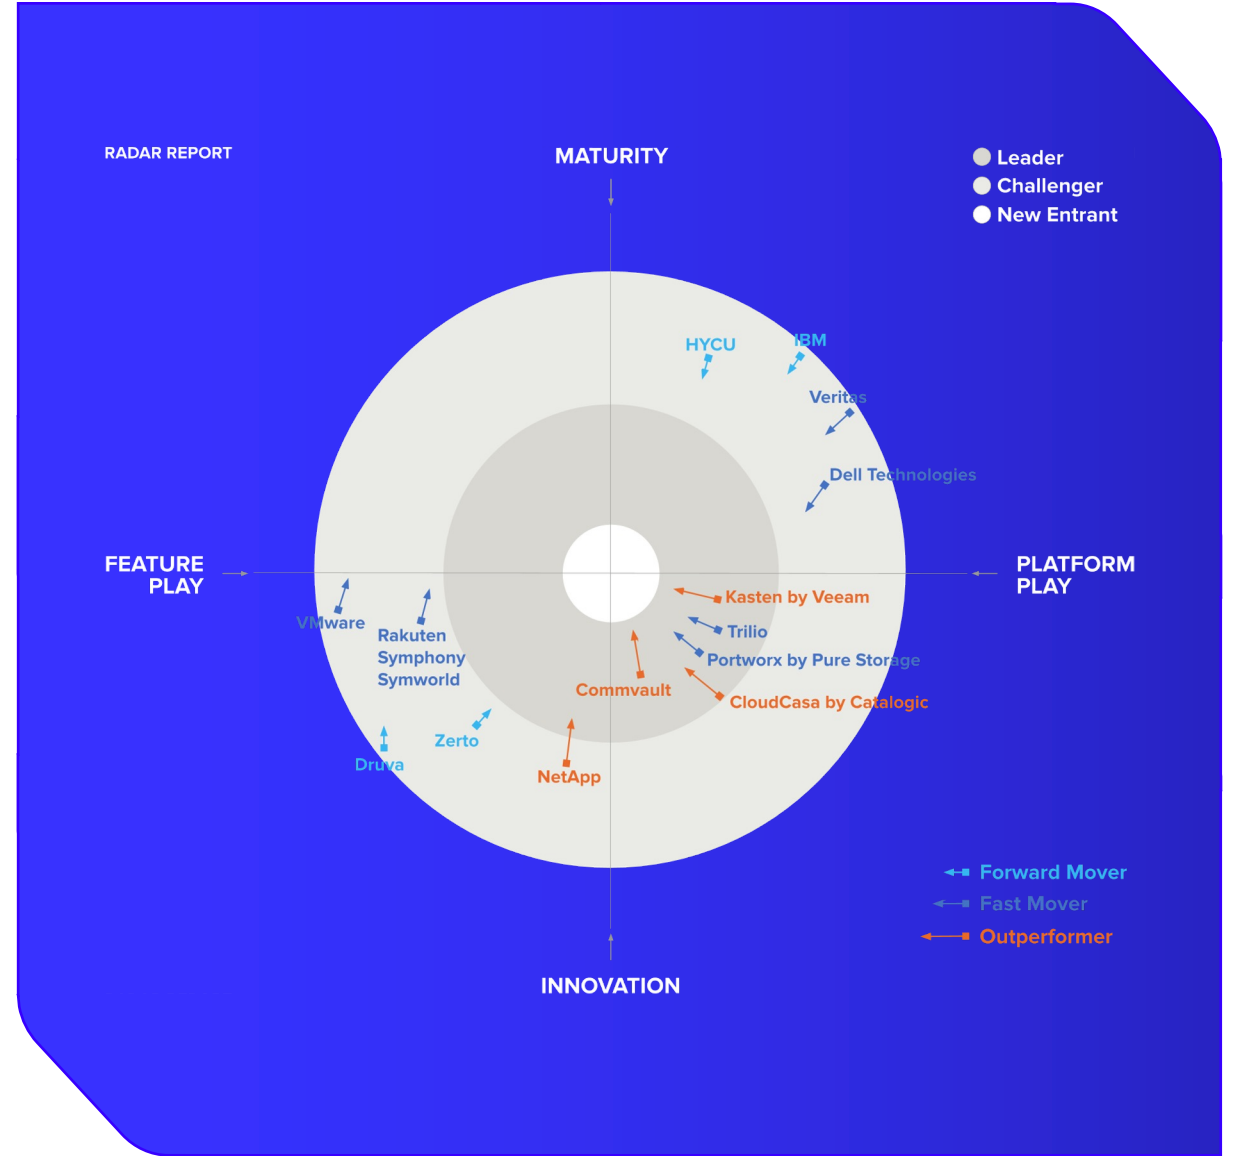 RADAR REPORT
MATURITY
Leader
Challenger
New Entrant
HYCU
IBM
Veritas
Dell Technologies
FEATURE
PLAY
PLATFORM
PLAY
Kasten by Veeam
VMware
Rakuten
Symphony
Symworld
Trilio
Portworx by Pure Storage
Commvault
CloudCasa by Catalogic
Zerto
Druva
NetApp
Forward Mover
Fast Mover
Outperformer
INNOVATION